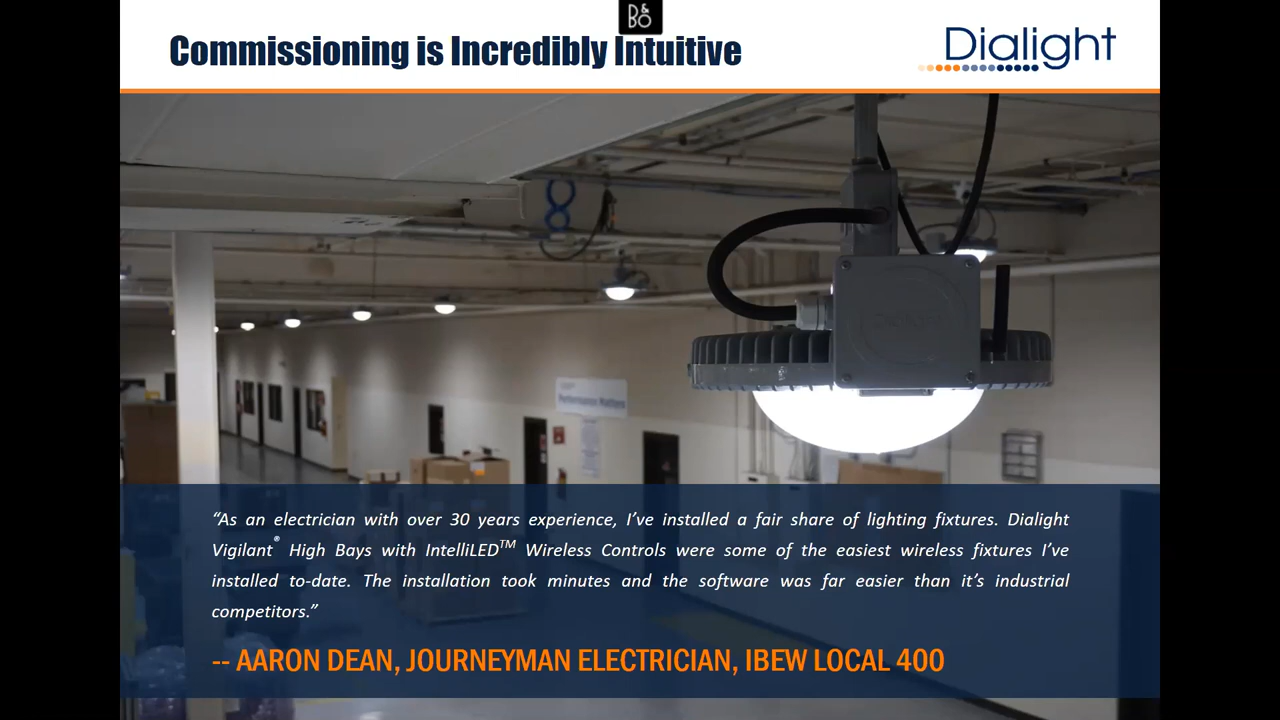 B&O
Commissioning is Incredibly Intuitive
Dialight
Performance Matters
“As an electrician with over 30 years experience, I’ve installed a fair share of lighting fixtures. Dialight
Vigilant® High Bays with IntelliLED™ Wireless Controls were some of the easiest wireless fixtures I’ve
installed to-date. The installation took minutes and the software was far easier than it’s industrial
competitors.”
-- AARON DEAN, JOURNEYMAN ELECTRICIAN, IBEW LOCAL 400